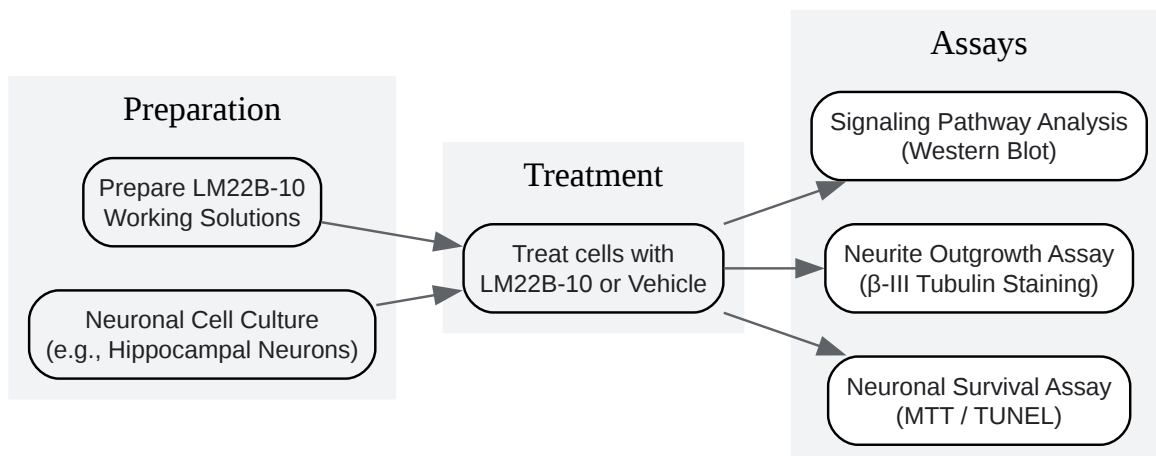 Preparation
Prepare LM22B-10
Working Solutions
Neuronal Cell Culture
(e.g., Hippocampal Neurons)
Treatment
Treat cells with
LM22B-10 or Vehicle
Assays
Signaling Pathway Analysis
(Western Blot)
Neurite Outgrowth Assay
(β-III Tubulin Staining)
Neuronal Survival Assay
(MTT / TUNEL)